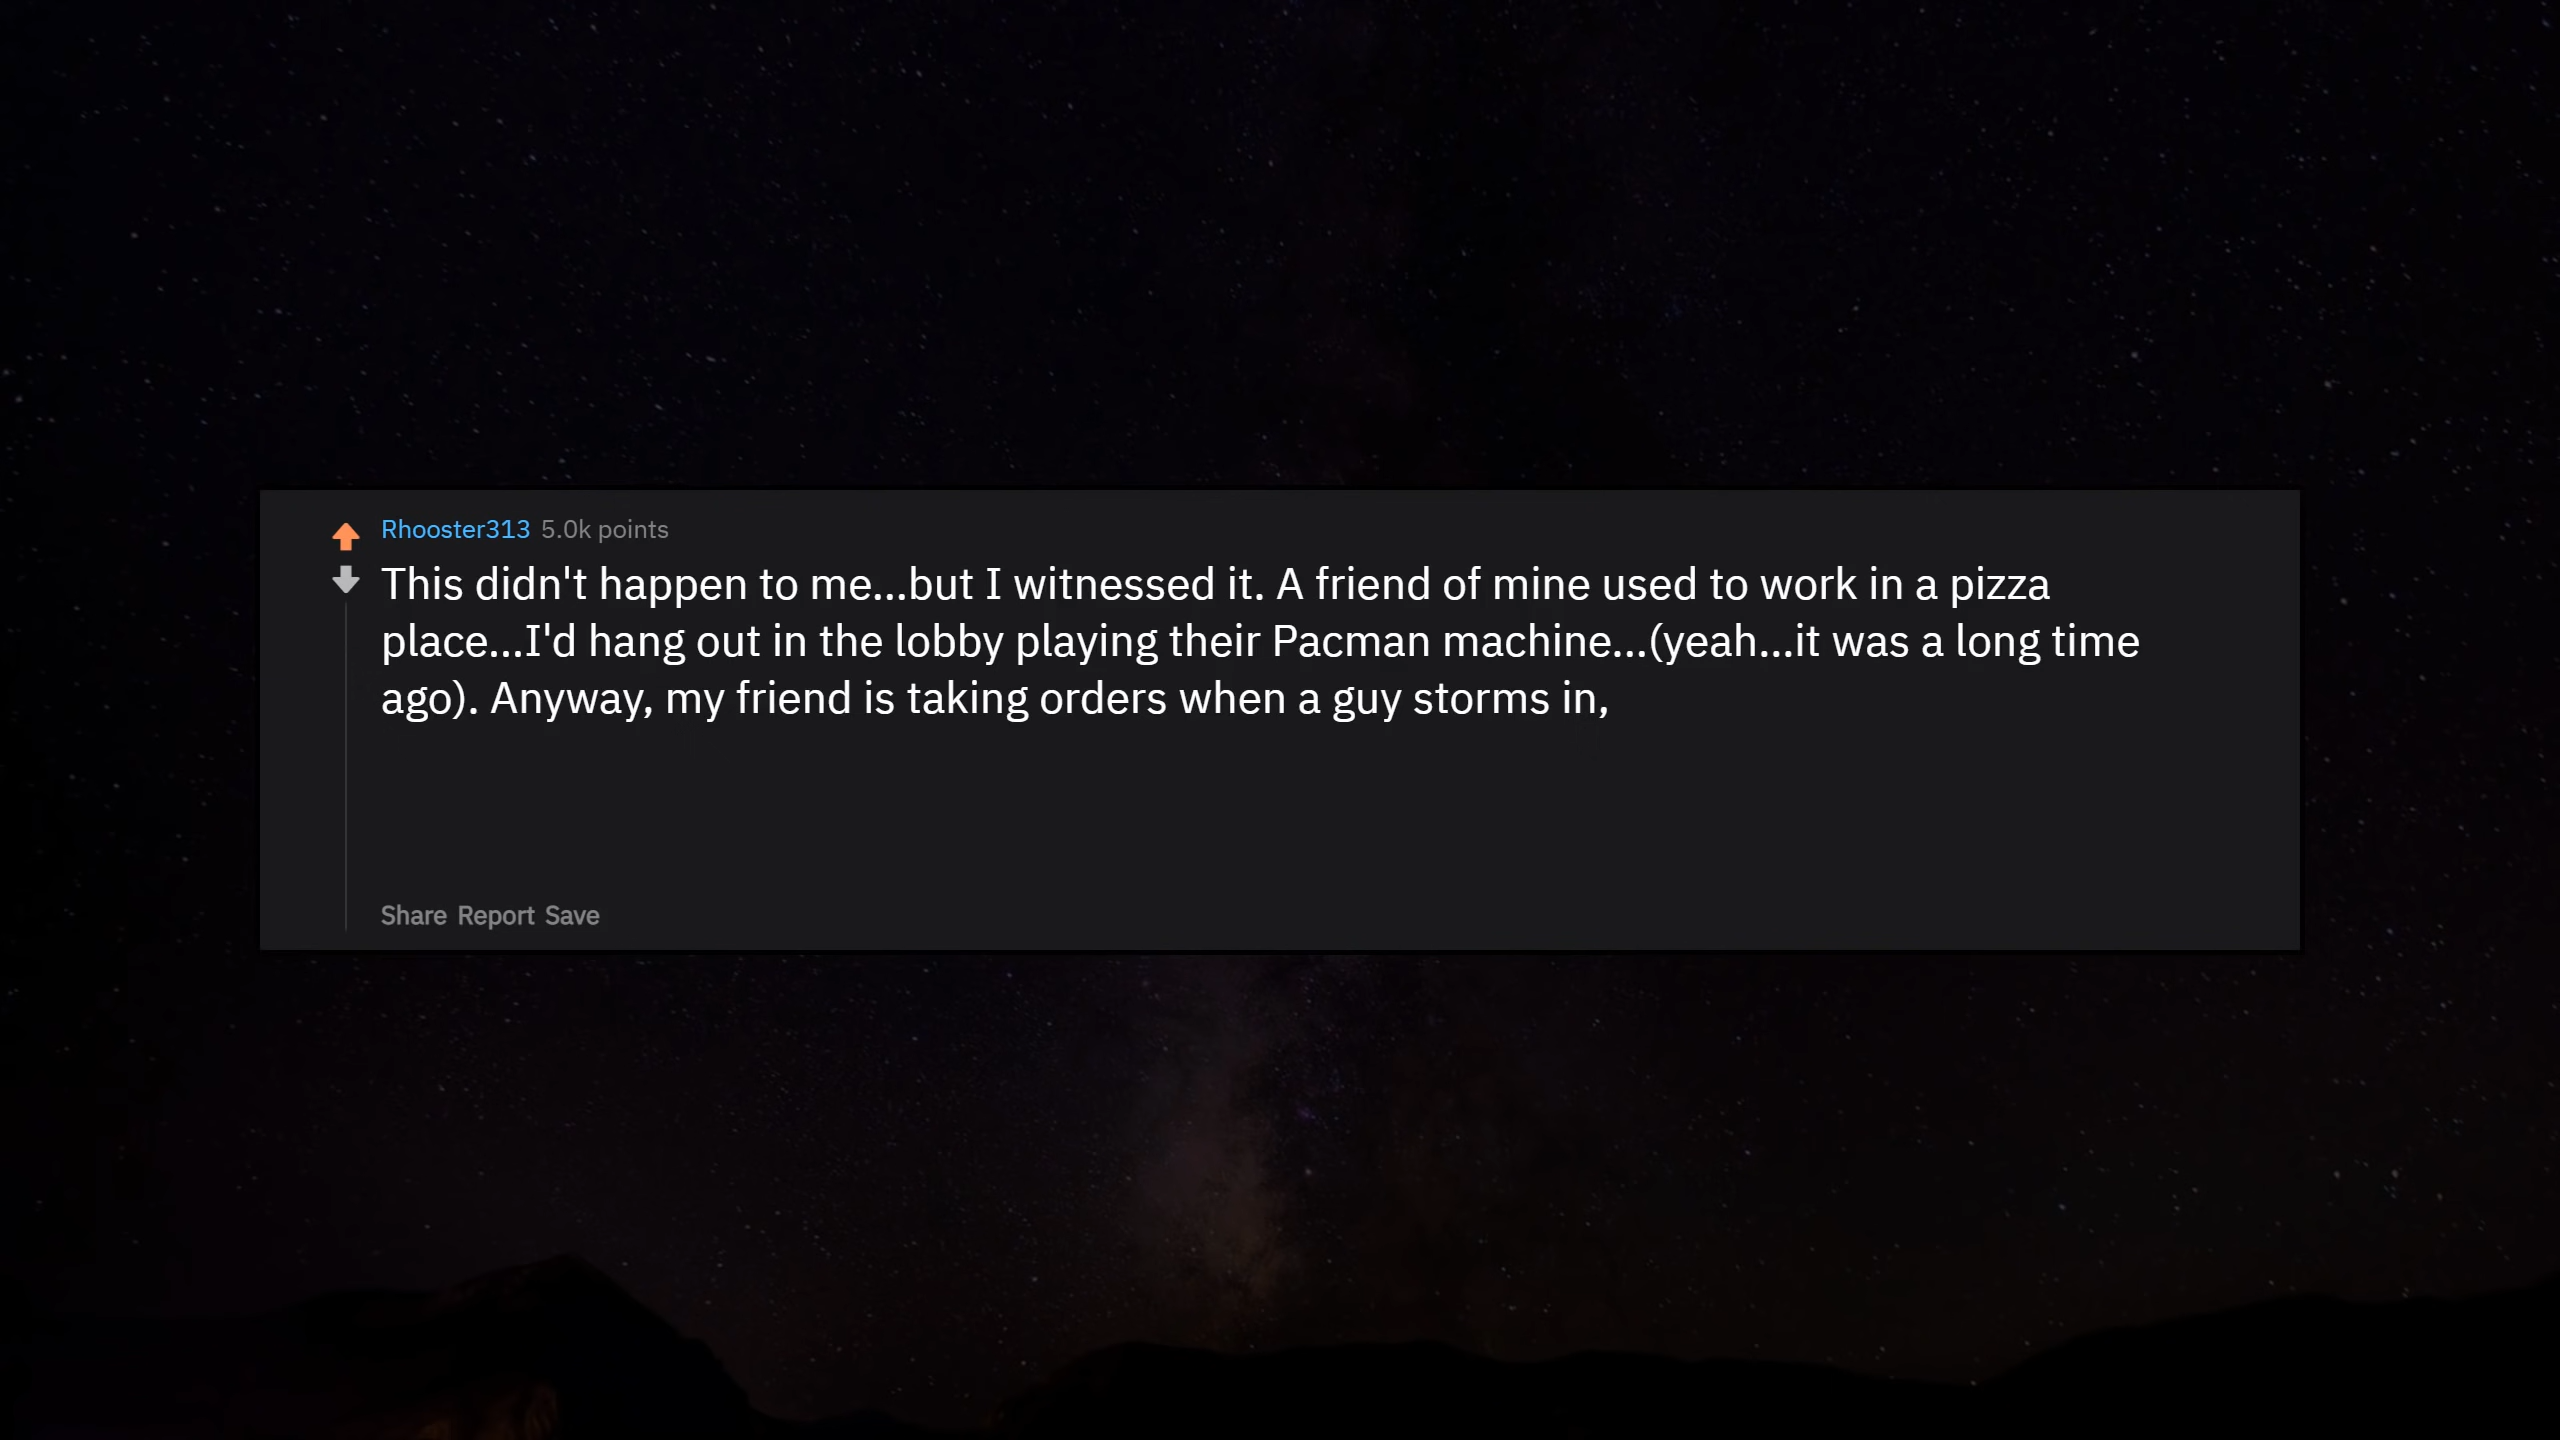 Rhooster313 5.0k points
This didn't happen to me...but I witnessed it. A friend of mine used to work in a pizza
place...I'd hang out in the lobby playing their Pacman machine...(yeah...it was a long time
ago). Anyway, my friend is taking orders when a guy storms in,
Share Report Save